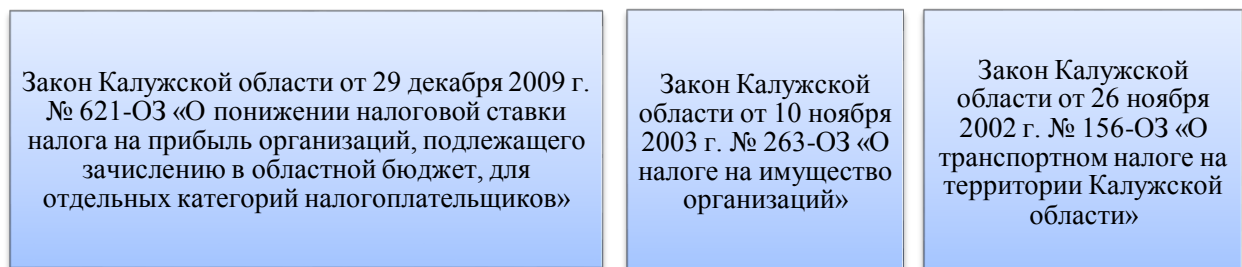 Закон Калужской области от 29 декабря 2009 г.
№ 621-ОЗ «О понижении налоговой ставки
налога на прибыль организаций, подлежащего
зачислению в областной бюджет, для
отдельных категорий налогоплательщиков»
Закон Калужской
области от 10 ноября
2003 г. № 263-ОЗ «О
налоге на имущество
организаций»
Закон Калужской
области от 26 ноября
2002 г. № 156-ОЗ «О
транспортном налоге на
территории Калужской
области»